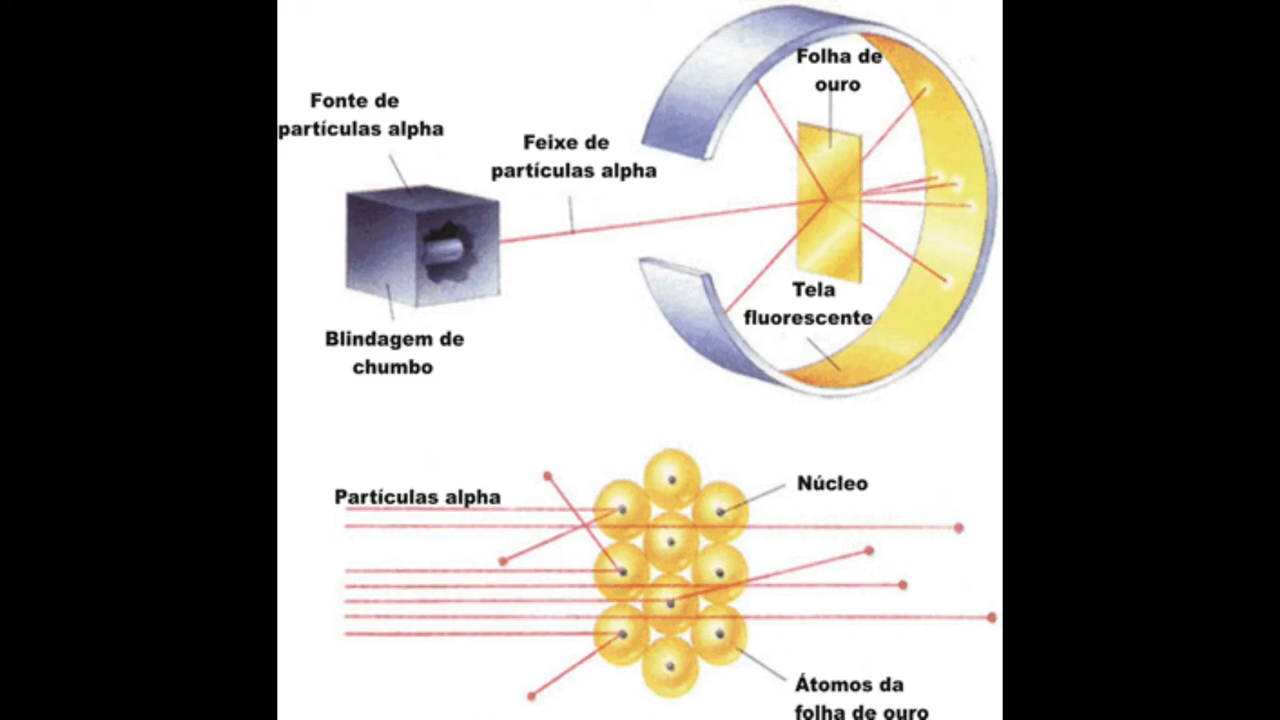 Folha de
ouro
Fonte de
partículas alpha
Feixe de
partículas alpha
Tela
fluorescente
Blindagem de
chumbo
Partículas alpha
Núcleo
Átomos da
folha de ouro